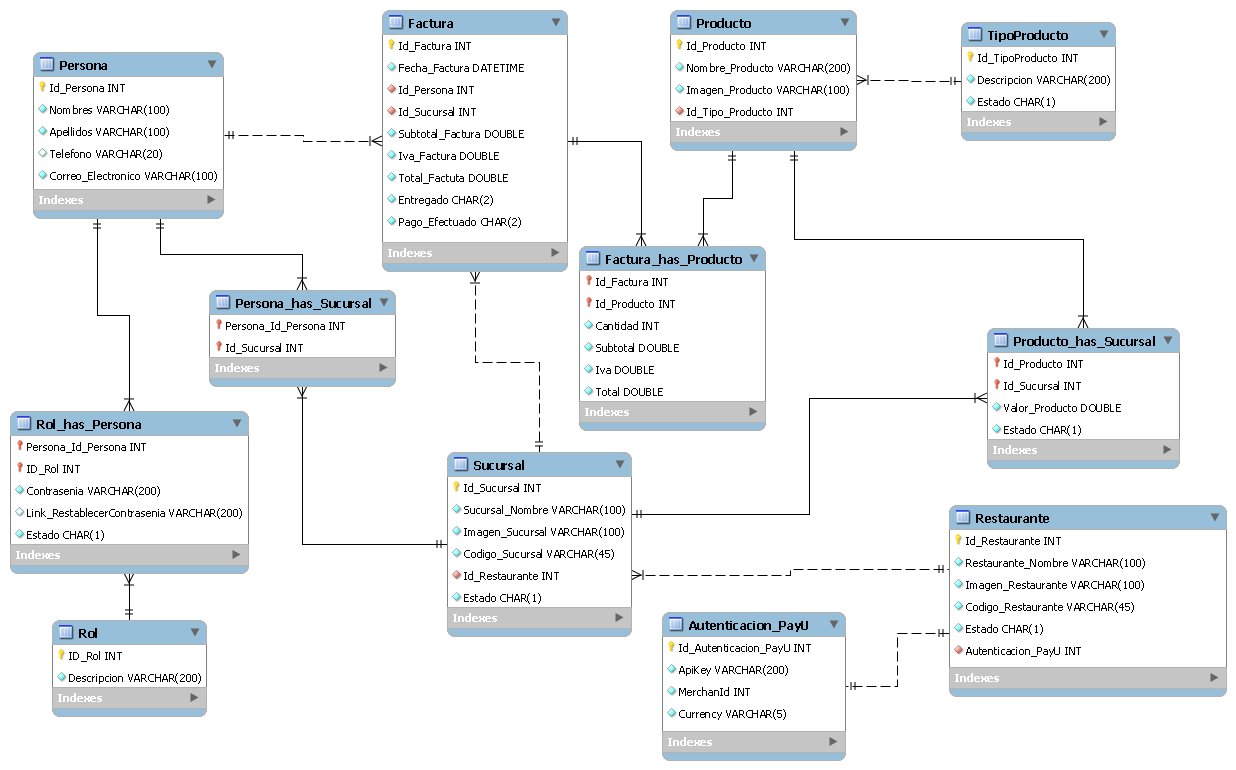 Persona
Id_Persona INT
Nombres VARCHAR(100)
Apellidos VARCHAR(100)
Telefono VARCHAR(20)
Correo_Electronico VARCHAR(100)
Indexes
Factura
Id_Factura INT
Fecha_Factura DATETIME
Id_Persona INT
Id_Sucursal INT
Subtotal_Factura DOUBLE
Iva_Factura DOUBLE
Total_Factuta DOUBLE
Entregado CHAR(2)
Pago_Efectuado CHAR(2)
Indexes
Producto
Id_Producto INT
Nombre_Producto VARCHAR(200)
Imagen_Producto VARCHAR(100)
Id_Tipo_Producto INT
Indexes
TipoProducto
Id_TipoProducto INT
Descripcion VARCHAR(200)
Estado CHAR(1)
Indexes
Persona_has_Sucursal
Persona_Id_Persona INT
Id_Sucursal INT
Indexes
Factura_has_Producto
Id_Factura INT
Id_Producto INT
Cantidad INT
Subtotal DOUBLE
Iva DOUBLE
Total DOUBLE
Indexes
Producto_has_Sucursal
Id_Producto INT
Id_Sucursal INT
Valor_Producto DOUBLE
Estado CHAR(1)
Indexes
Rol_has_Persona
Persona_Id_Persona INT
ID_Rol INT
Contrasenia VARCHAR(200)
Link_RestablecerContrasenia VARCHAR(200)
Estado CHAR(1)
Indexes
Sucursal
Id_Sucursal INT
Sucursal_Nombre VARCHAR(100)
Imagen_Sucursal VARCHAR(100)
Codigo_Sucursal VARCHAR(45)
Id_Restaurante INT
Estado CHAR(1)
Indexes
Restaurante
Id_Restaurante INT
Restaurante_Nombre VARCHAR(100)
Imagen_Restaurante VARCHAR(100)
Codigo_Restaurante VARCHAR(45)
Estado CHAR(1)
Autenticacion_PayU INT
Indexes
Rol
ID_Rol INT
Descripcion VARCHAR(200)
Indexes
Autenticacion_PayU
Id_Autenticacion_PayU INT
ApiKey VARCHAR(200)
MerchanId INT
Currency VARCHAR(5)
Indexes